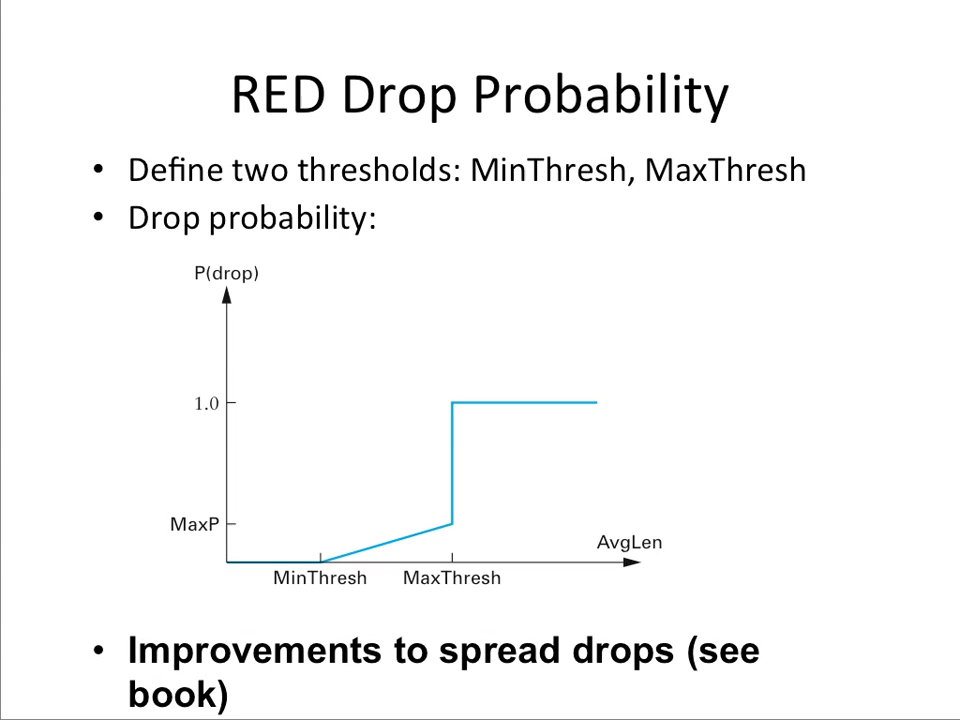 RED Drop Probability
• Define two thresholds: MinThresh, MaxThresh
• Drop probability:
P(drop)
1.0
MaxP
AvgLen
MinThresh MaxThresh
• Improvements to spread drops (see
book)